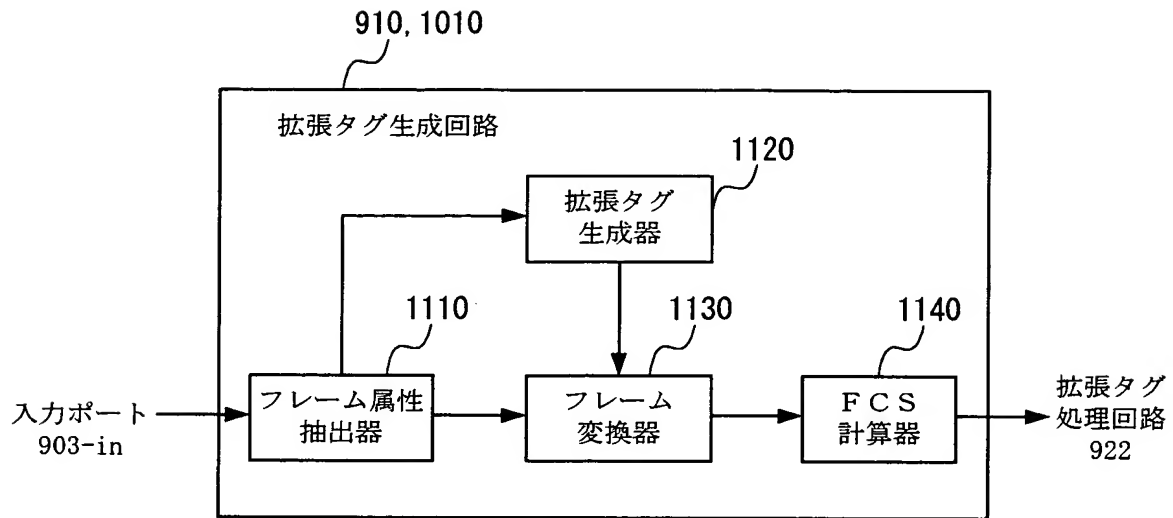 910, 1010
拡張タグ生成回路
1120
拡張タグ
生成器
1110
1130
1140
入力ポート
903-in
フレーム属性
抽出器
フレーム
変換器
ＦＣＳ
計算器
拡張タグ
処理回路
922